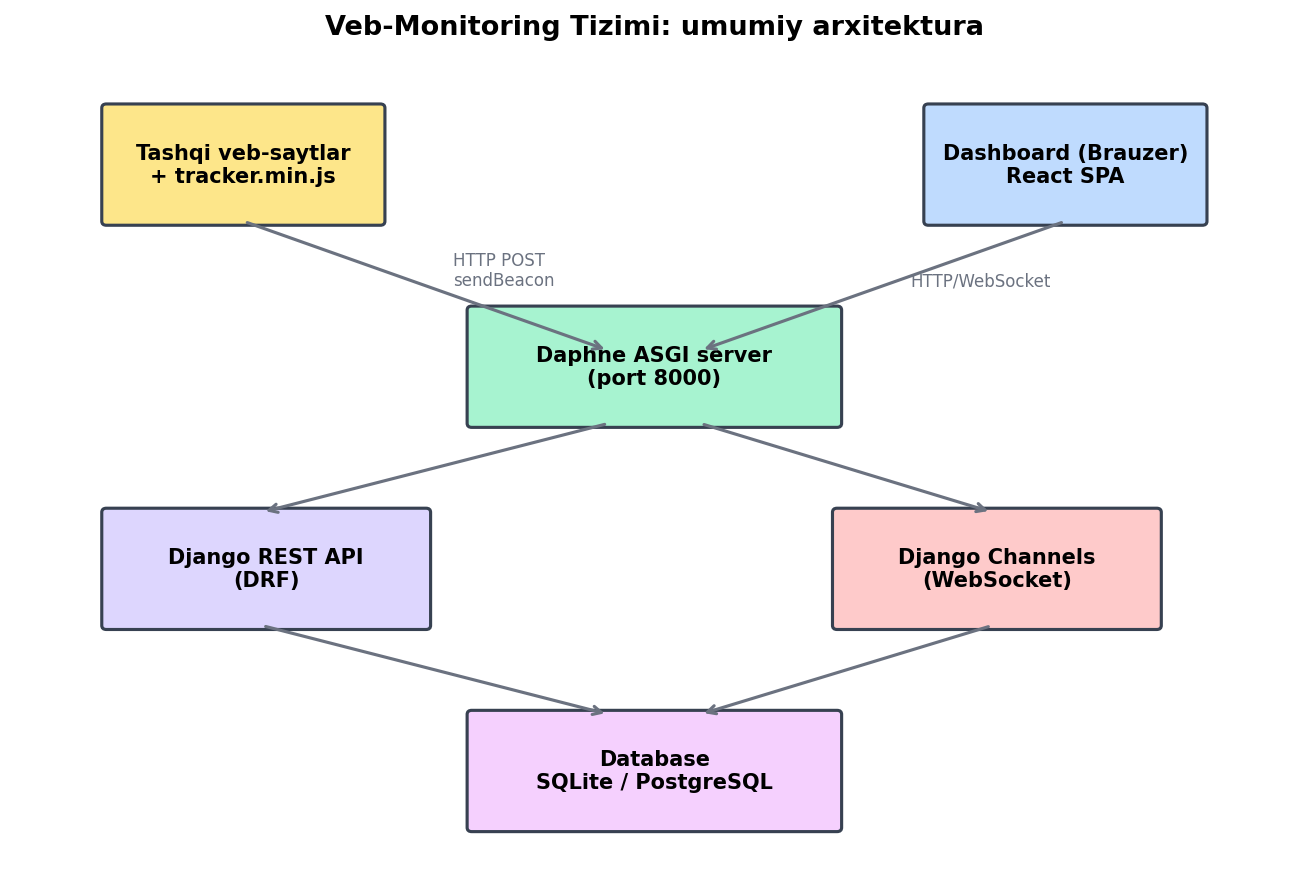 Veb-Monitoring Tizimi: umumiy arxitektura
Tashqi veb-saytlar
+ tracker.min.js
Dashboard (Brauzer)
React SPA
HTTP POST
sendBeacon
HTTP/WebSocket
Daphne ASGI server
(port 8000)
Django REST API
(DRF)
Django Channels
(WebSocket)
Database
SQLite / PostgreSQL